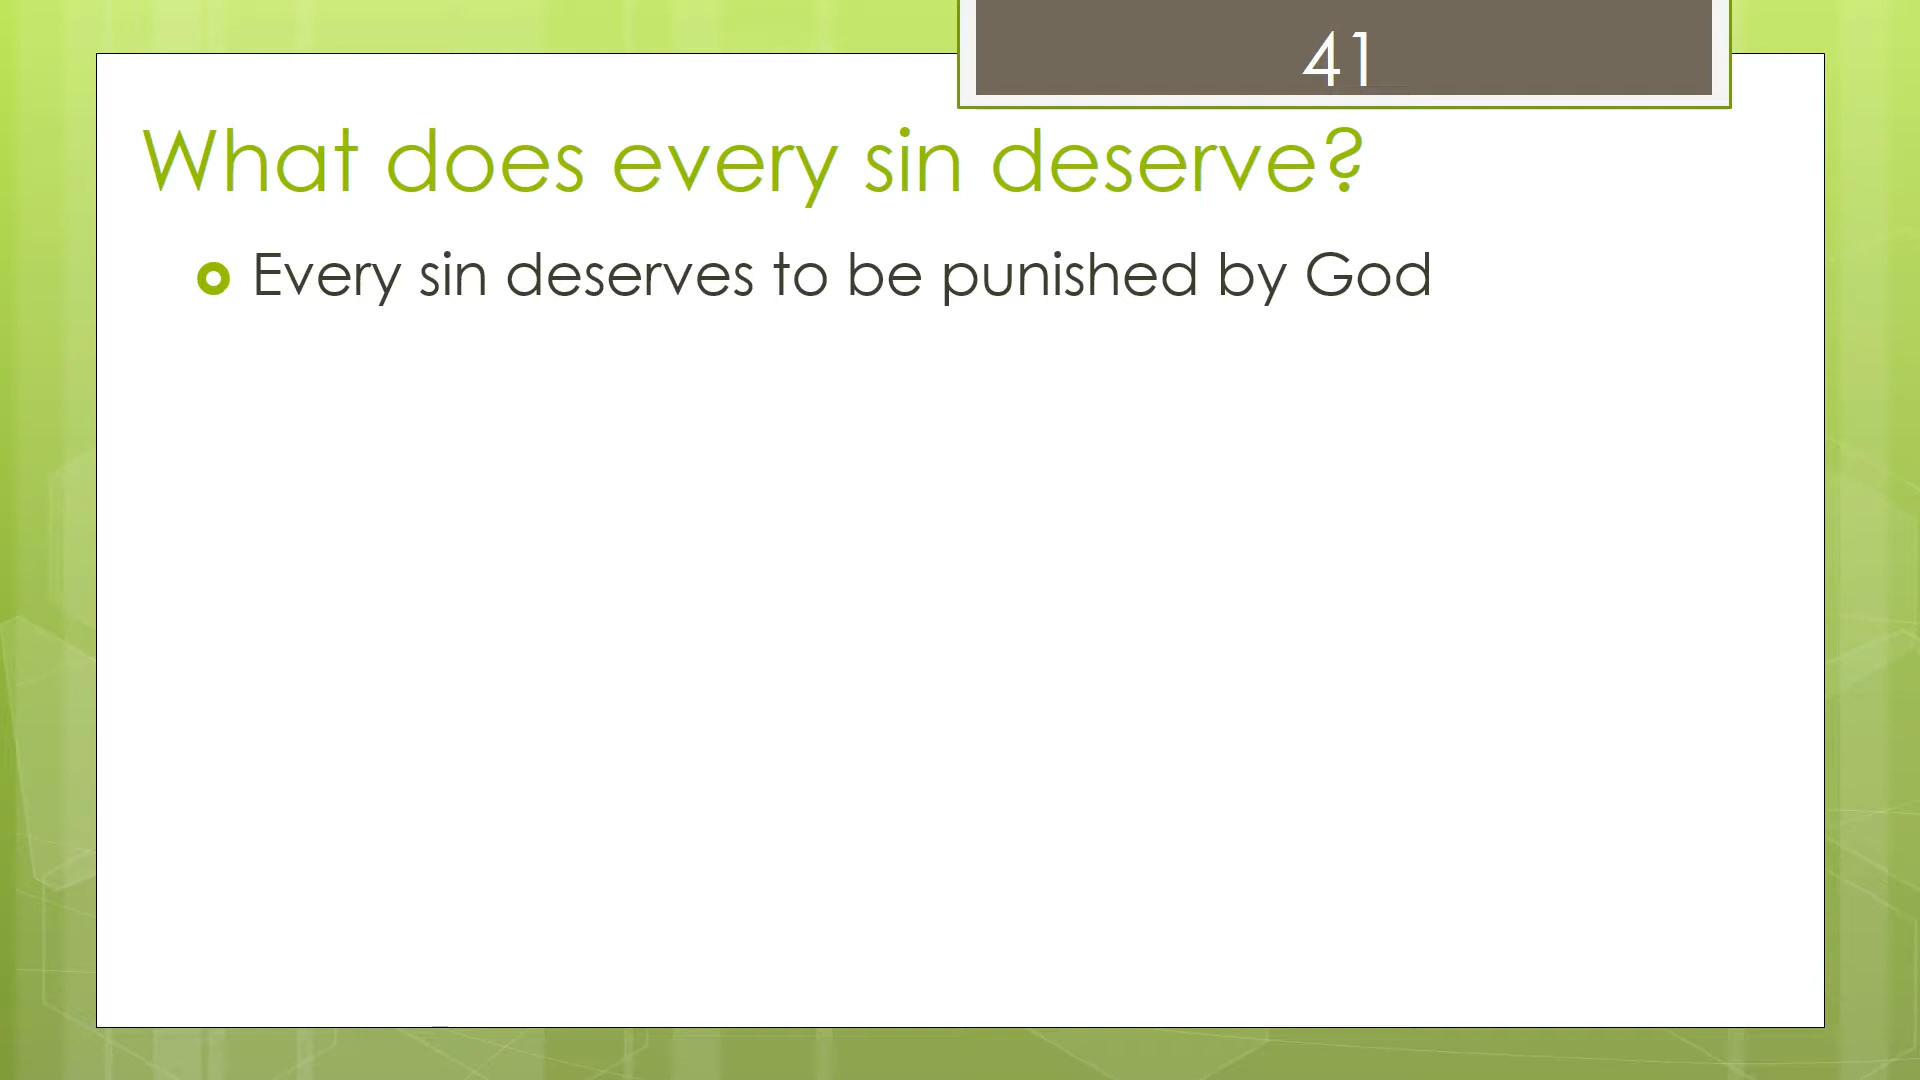 41
What does every sin deserve?
Every sin deserves to be punished by God